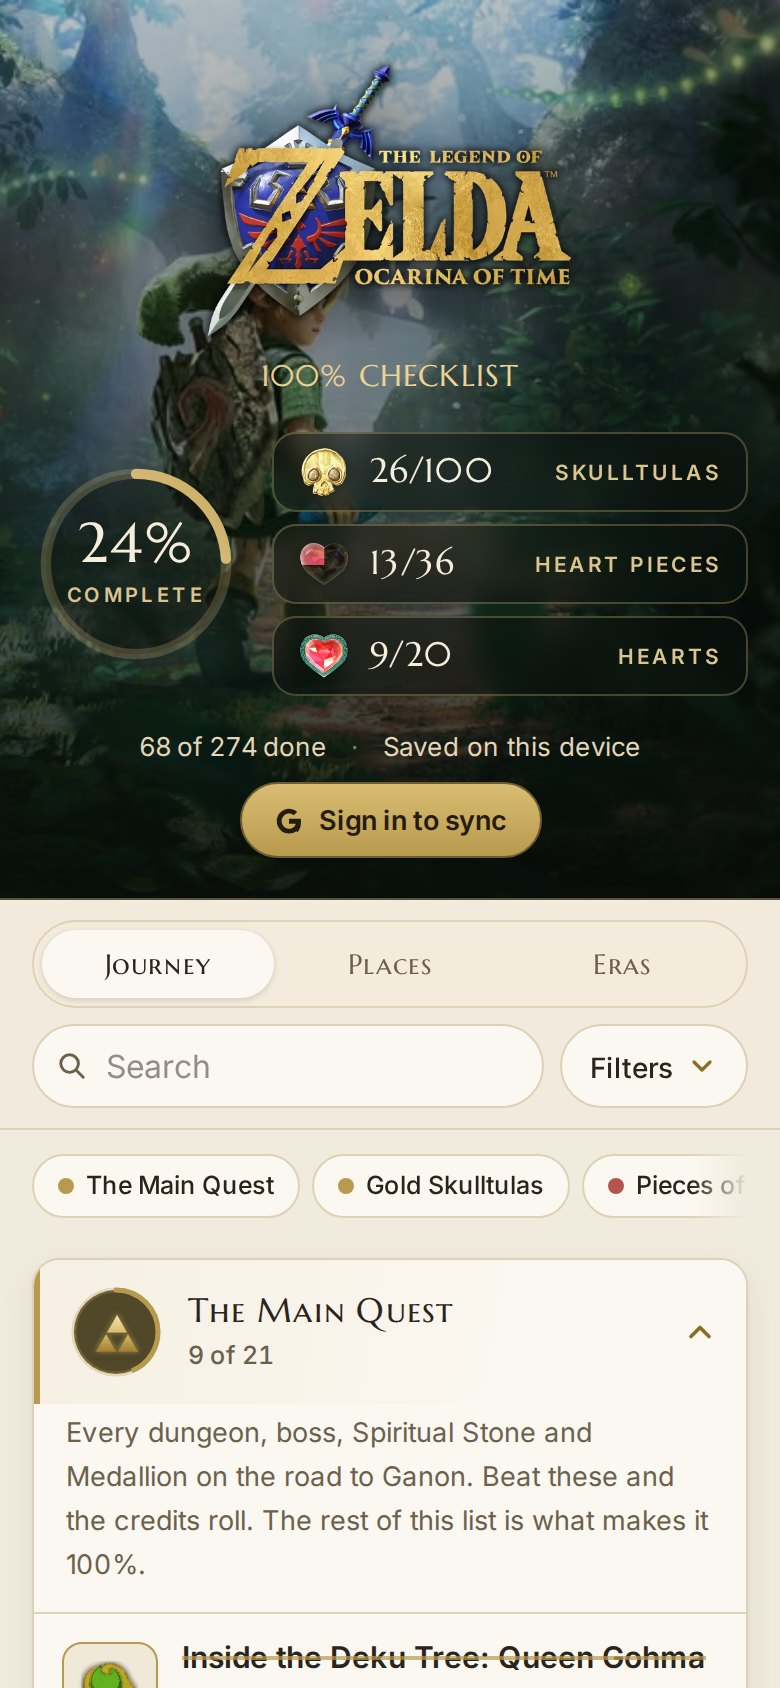 THE LEGEND OF
ZELDA™
OCARINA OF TIME
100% CHECKLIST
24%
COMPLETE
26/100 SKULLTULAS
13/36 HEART PIECES
9/20 HEARTS
68 of 274 done · Saved on this device
G Sign in to sync
Journey Places Eras
Search Filters
The Main Quest Gold Skulltulas Pieces of
The Main Quest
9 of 21
Every dungeon, boss, Spiritual Stone and
Medallion on the road to Ganon. Beat these and
the credits roll. The rest of this list is what makes it
100%.
Inside the Deku Tree: Queen Gohma